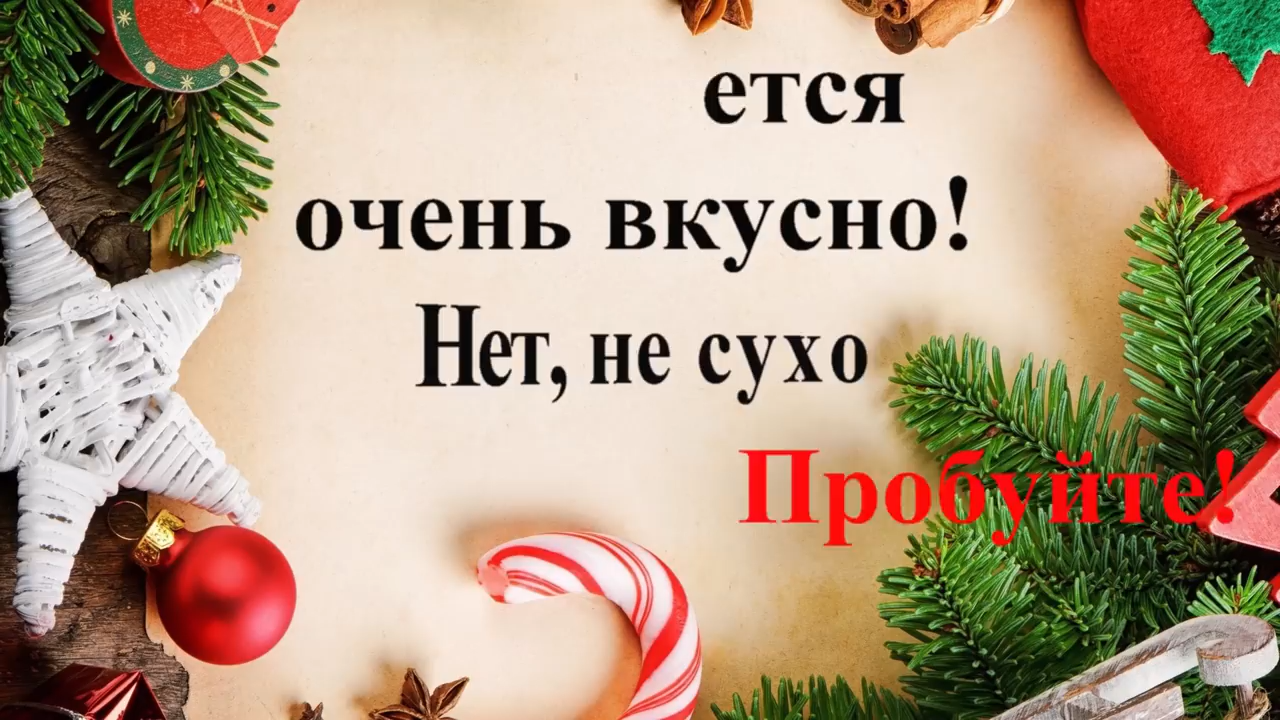 ется
очень вкусно!
Нет, не сухо
Пробуйте!